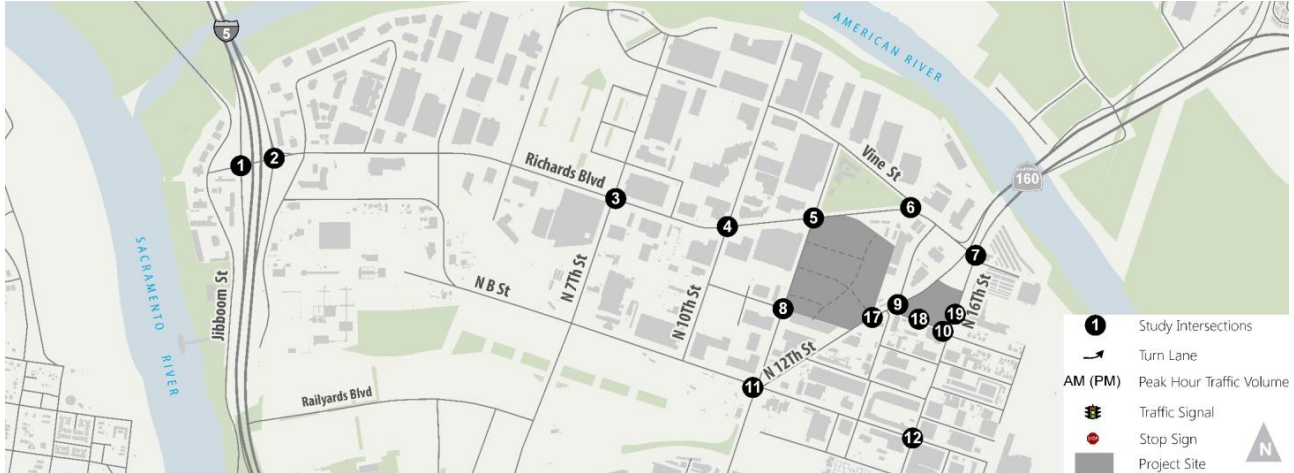 5
AMERICAN RIVER
160
1
2
Richards Blvd
3
Vine St
4
5
6
7
SACRAMENTO RIVER
Jibboom St
N B St
N 7Th St
N 10Th St
8
9
17
18
19
10
N 16Th St
N 12Th St
11
12
Railyards Blvd
1 Study Intersections
Turn Lane
AM (PM) Peak Hour Traffic Volume
Traffic Signal
STOP Stop Sign
Project Site
N